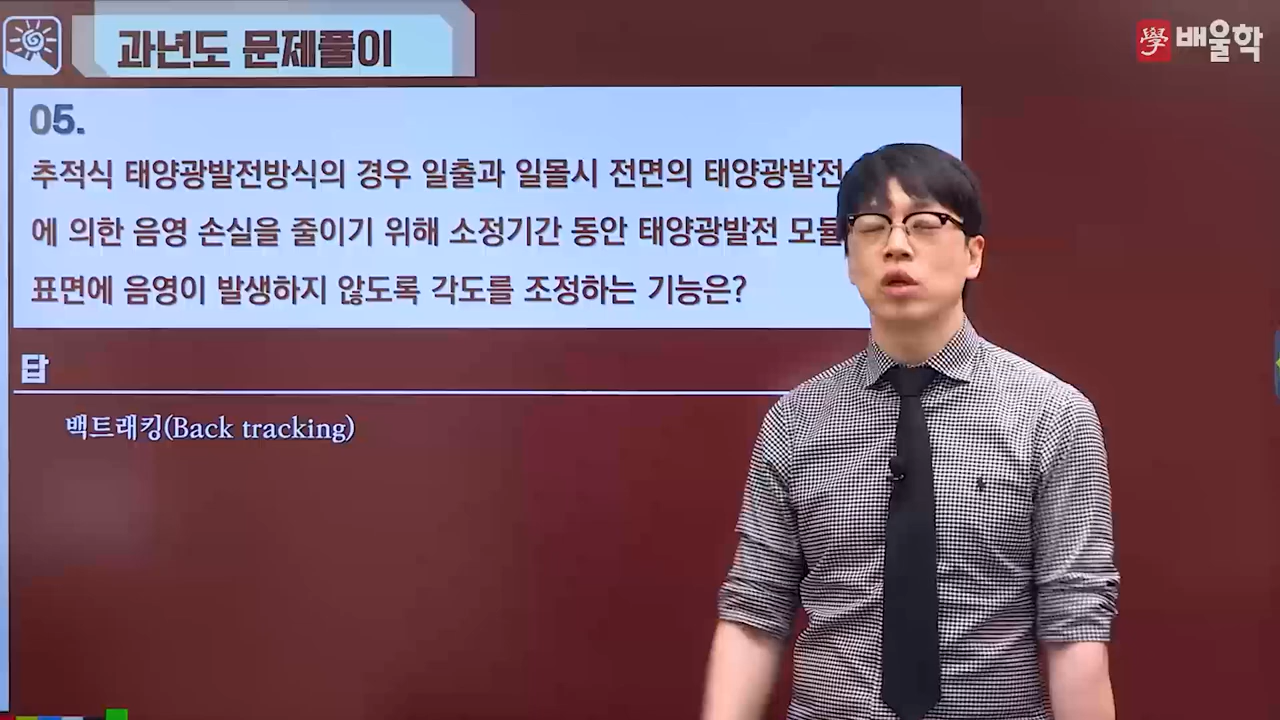 과년도 문제풀이
學 배울학
05.
추적식 태양광발전방식의 경우 일출과 일몰시 전면의 태양광발전
에 의한 음영 손실을 줄이기 위해 소정기간 동안 태양광발전 모듈
표면에 음영이 발생하지 않도록 각도를 조정하는 기능은?
답
백트래킹(Back tracking)